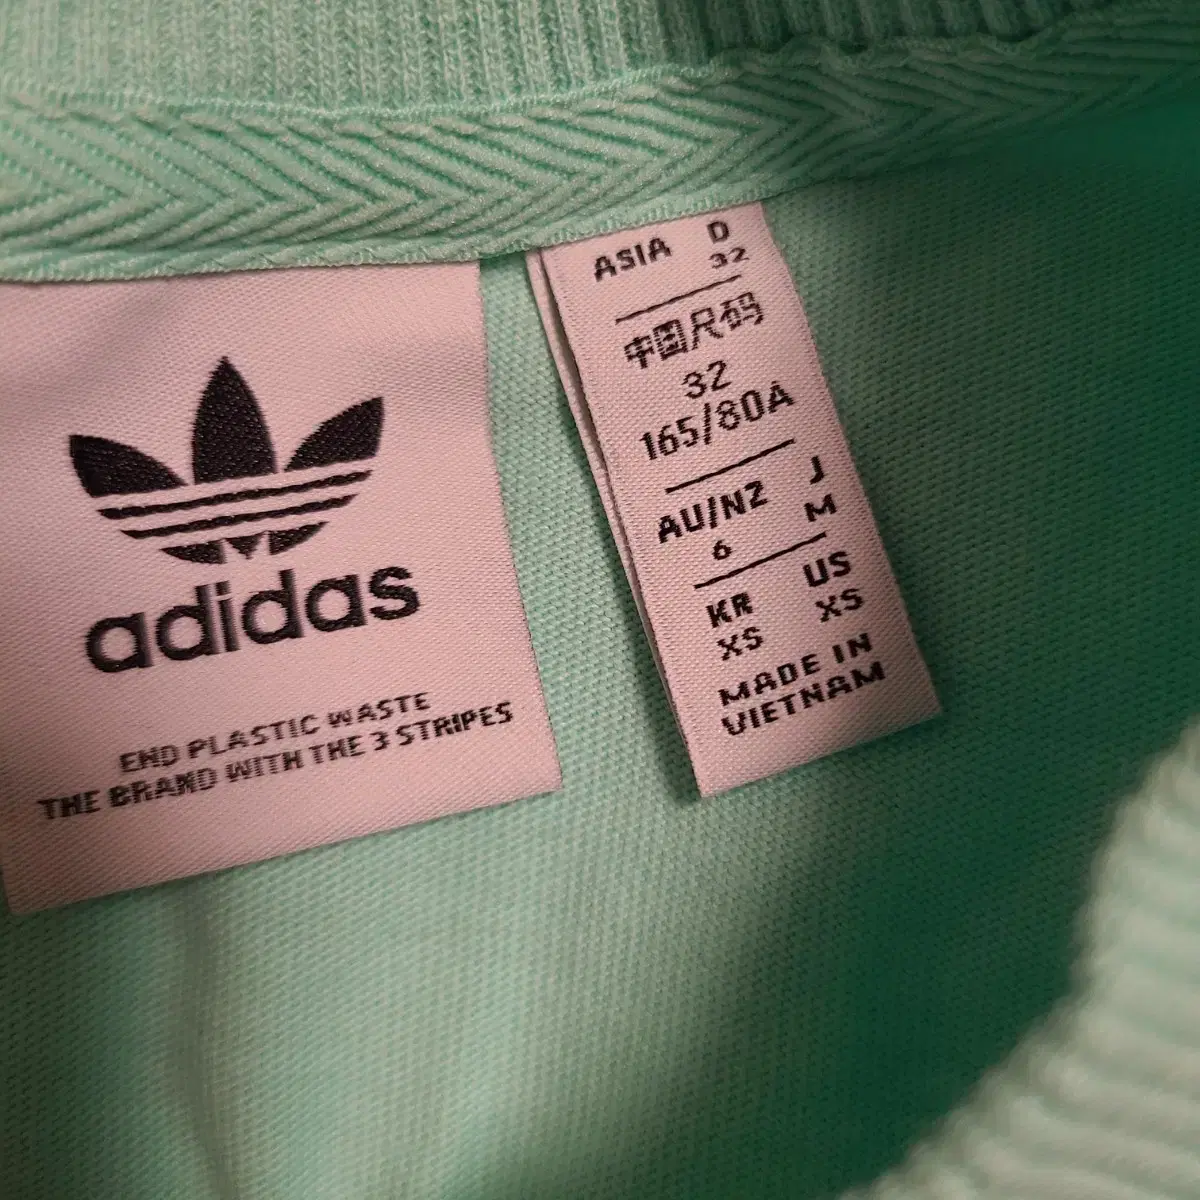 adidas
END PLASTIC WASTE
THE BRAND WITH THE 3 STRIPES
ASIA D
32
中国尺码
32
165/80A
AU/NZ J
6 M
KR US
XS XS
MADE IN
VIETNAM